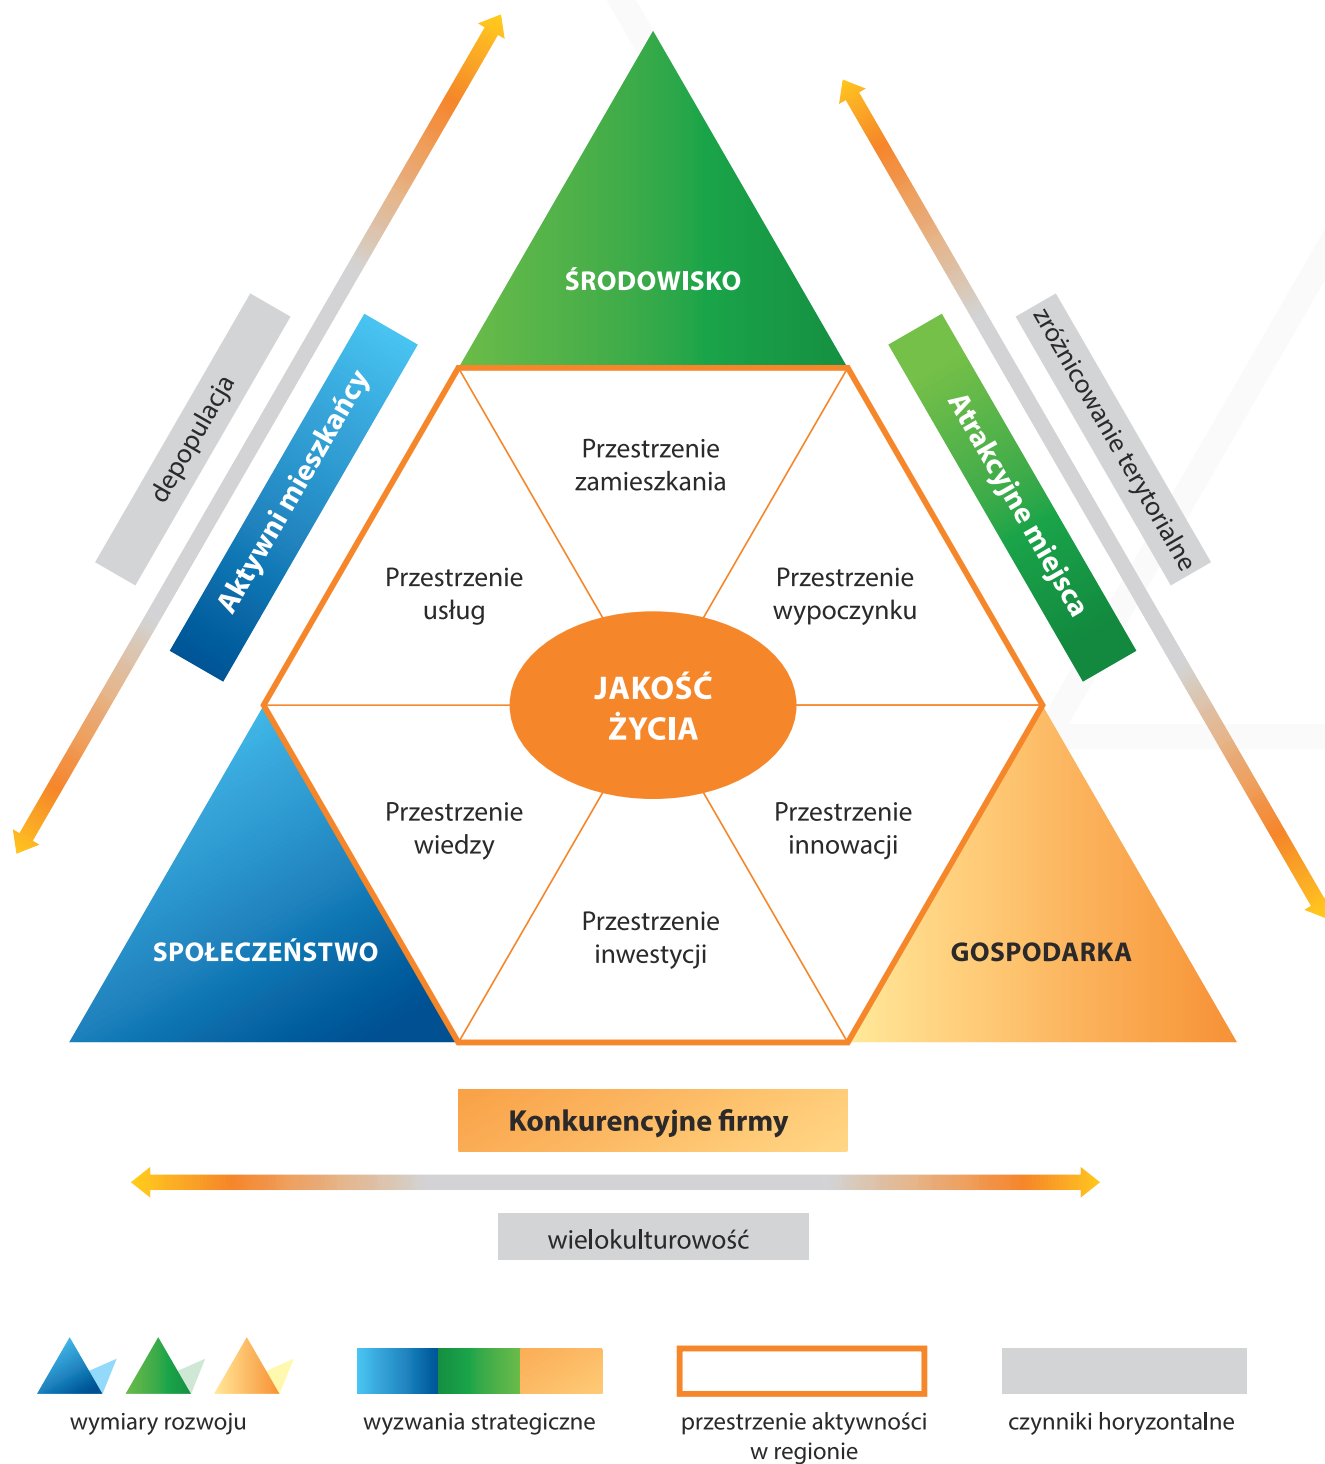 ŚRODOWISKO
depopulacja
Aktywni mieszkańcy
Atrakcyjne miejsca
zróżnicowanie terytorialne
Przestrzenie
zamieszkania
Przestrzenie
usług
Przestrzenie
wypoczynku
JAKOŚĆ
ŻYCIA
Przestrzenie
wiedzy
Przestrzenie
innowacji
Przestrzenie
inwestycji
SPOŁECZEŃSTWO
GOSPODARKA
Konkurencyjne firmy
wielokulturowość
wymiary rozwoju
wyzwania strategiczne
przestrzenie aktywności
w regionie
czynniki horyzontalne